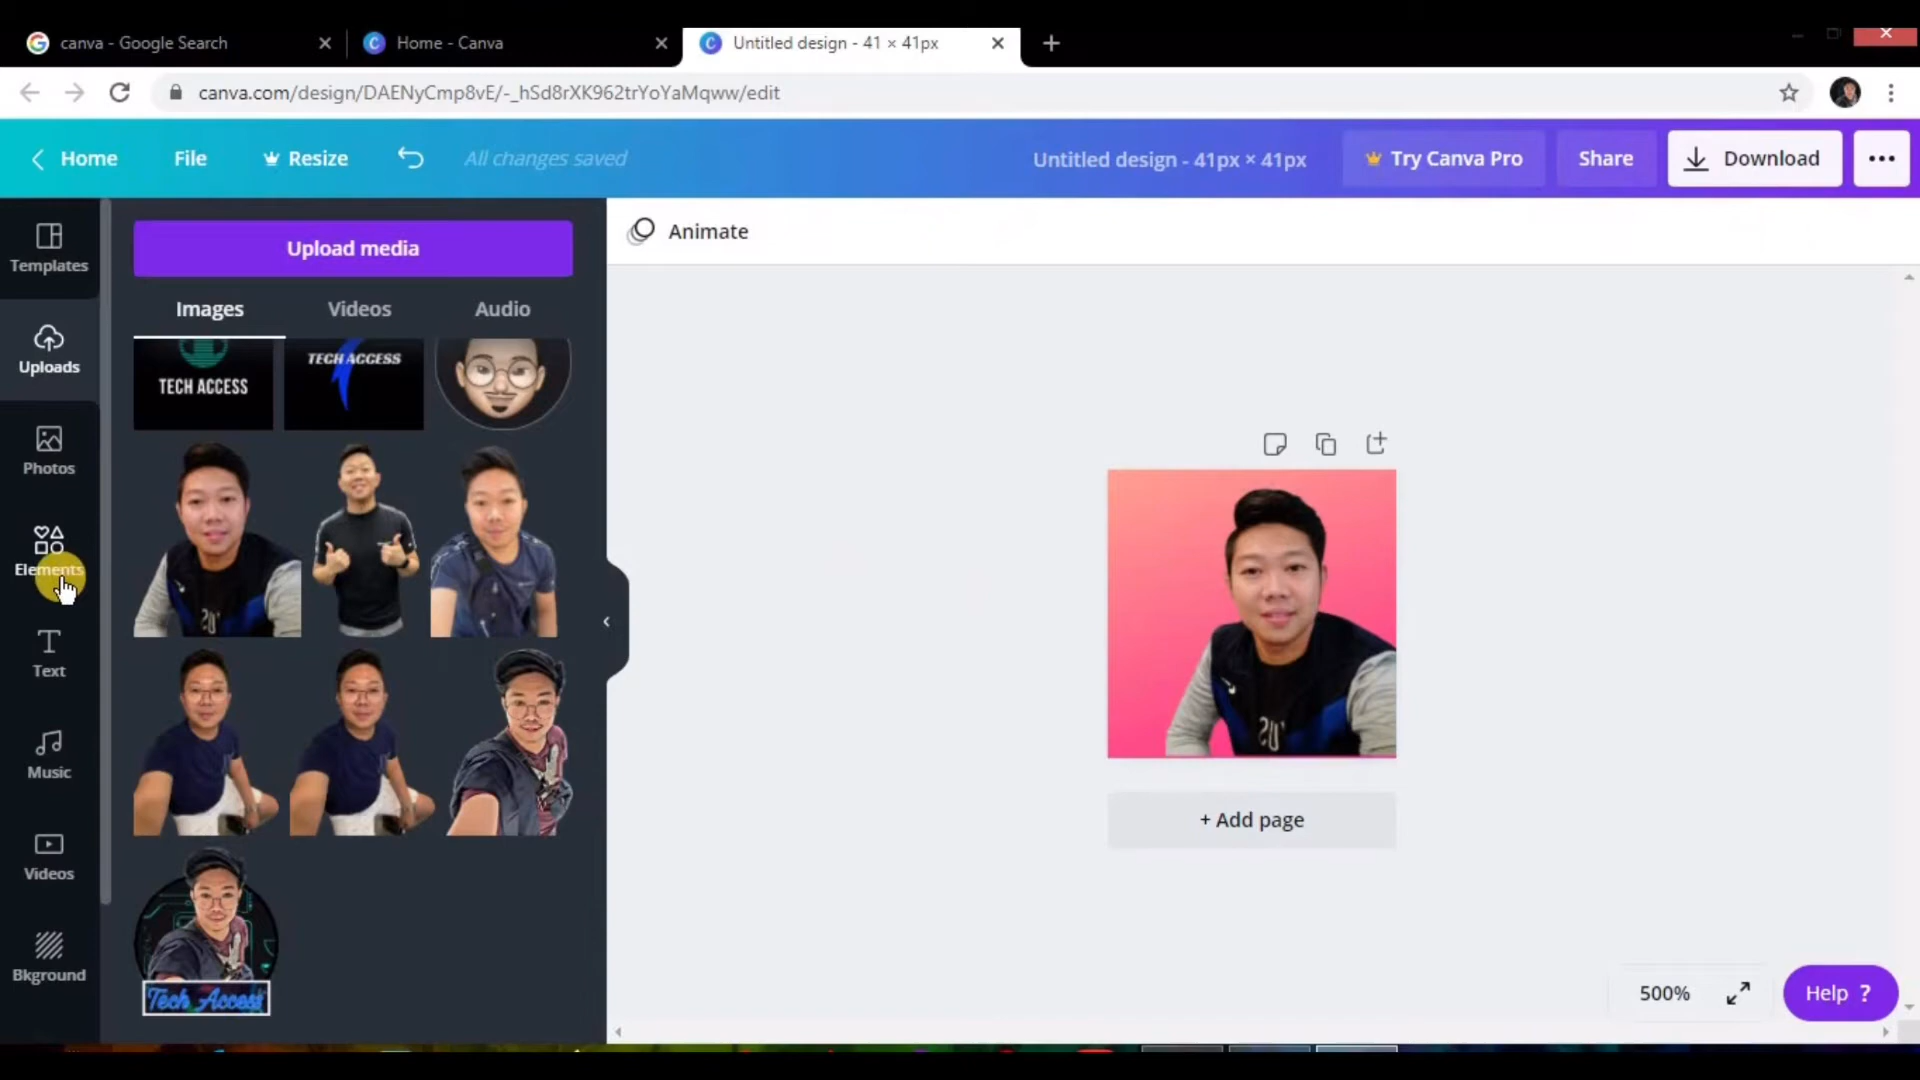 canva - Google Search
Home - Canva
Untitled design - 41 × 41px
canva.com/design/DAENyCmp8vE/-_hSd8rXK962trYoYaMqww/edit
Home
File
Resize
All changes saved
Untitled design - 41px × 41px
Try Canva Pro
Share
Download
Templates
Uploads
Photos
Elements
Text
Music
Videos
Bkground
Upload media
Images
Videos
Audio
TECH ACCESS
TECH ACCESS
Tech Access
Animate
+ Add page
500%
Help ?